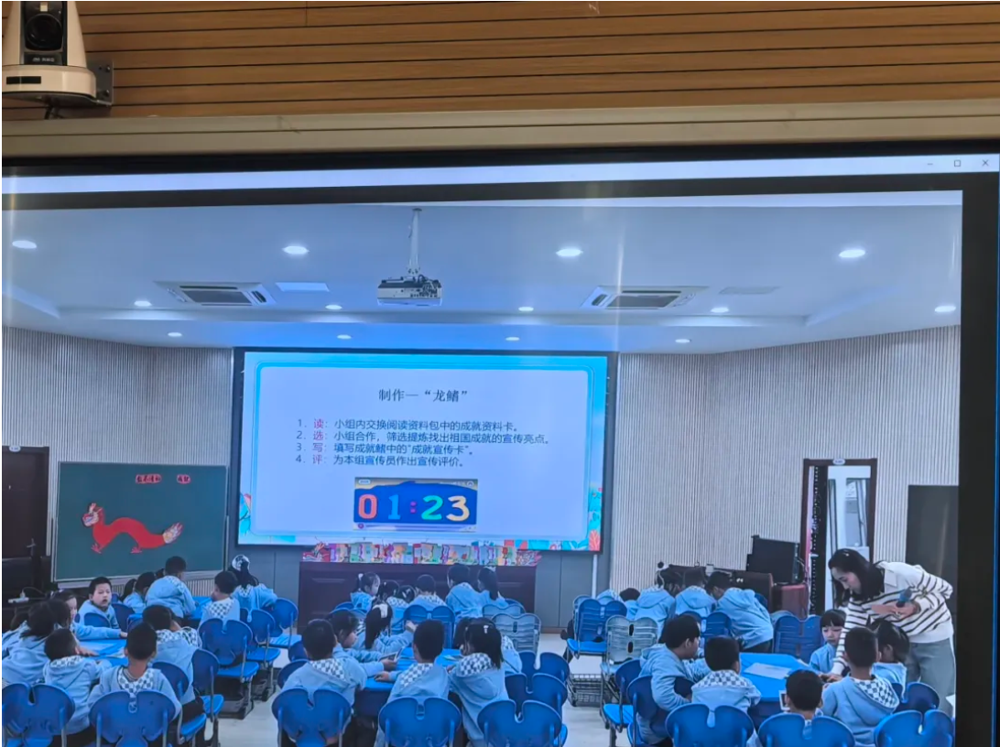 制作—“龙鳍”
1. 读：小组内交换阅读资料包中的成就资料卡。
2. 选：小组合作，筛选提炼找出祖国成就的宣传亮点。
3. 写：填写成就鳍中的“成就宣传卡”。
4. 评：为本组宣传员作出宣传评价。
01:23